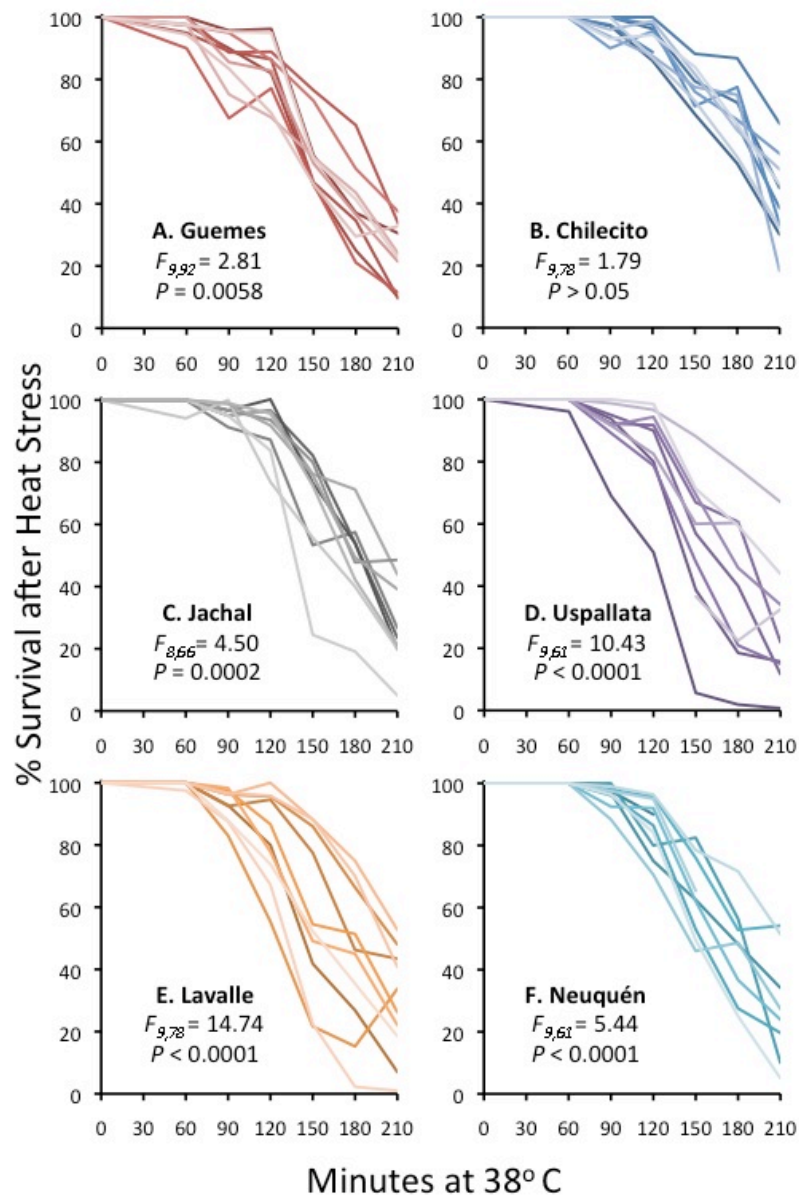 100
80
60
40
20
0
A. Guemes
F9,92 = 2.81
P = 0.0058
0 30 60 90 120 150 180 210
100
80
60
40
20
0
B. Chilecito
F9,78 = 1.79
P > 0.05
0 30 60 90 120 150 180 210
% Survival after Heat Stress
100
80
60
40
20
0
C. Jachal
F8,66 = 4.50
P = 0.0002
0 30 60 90 120 150 180 210
100
80
60
40
20
0
D. Uspallata
F9,61 = 10.43
P < 0.0001
0 30 60 90 120 150 180 210
100
80
60
40
20
0
E. Lavalle
F9,78 = 14.74
P < 0.0001
0 30 60 90 120 150 180 210
100
80
60
40
20
0
F. Neuquén
F9,61 = 5.44
P < 0.0001
0 30 60 90 120 150 180 210
Minutes at 38o C